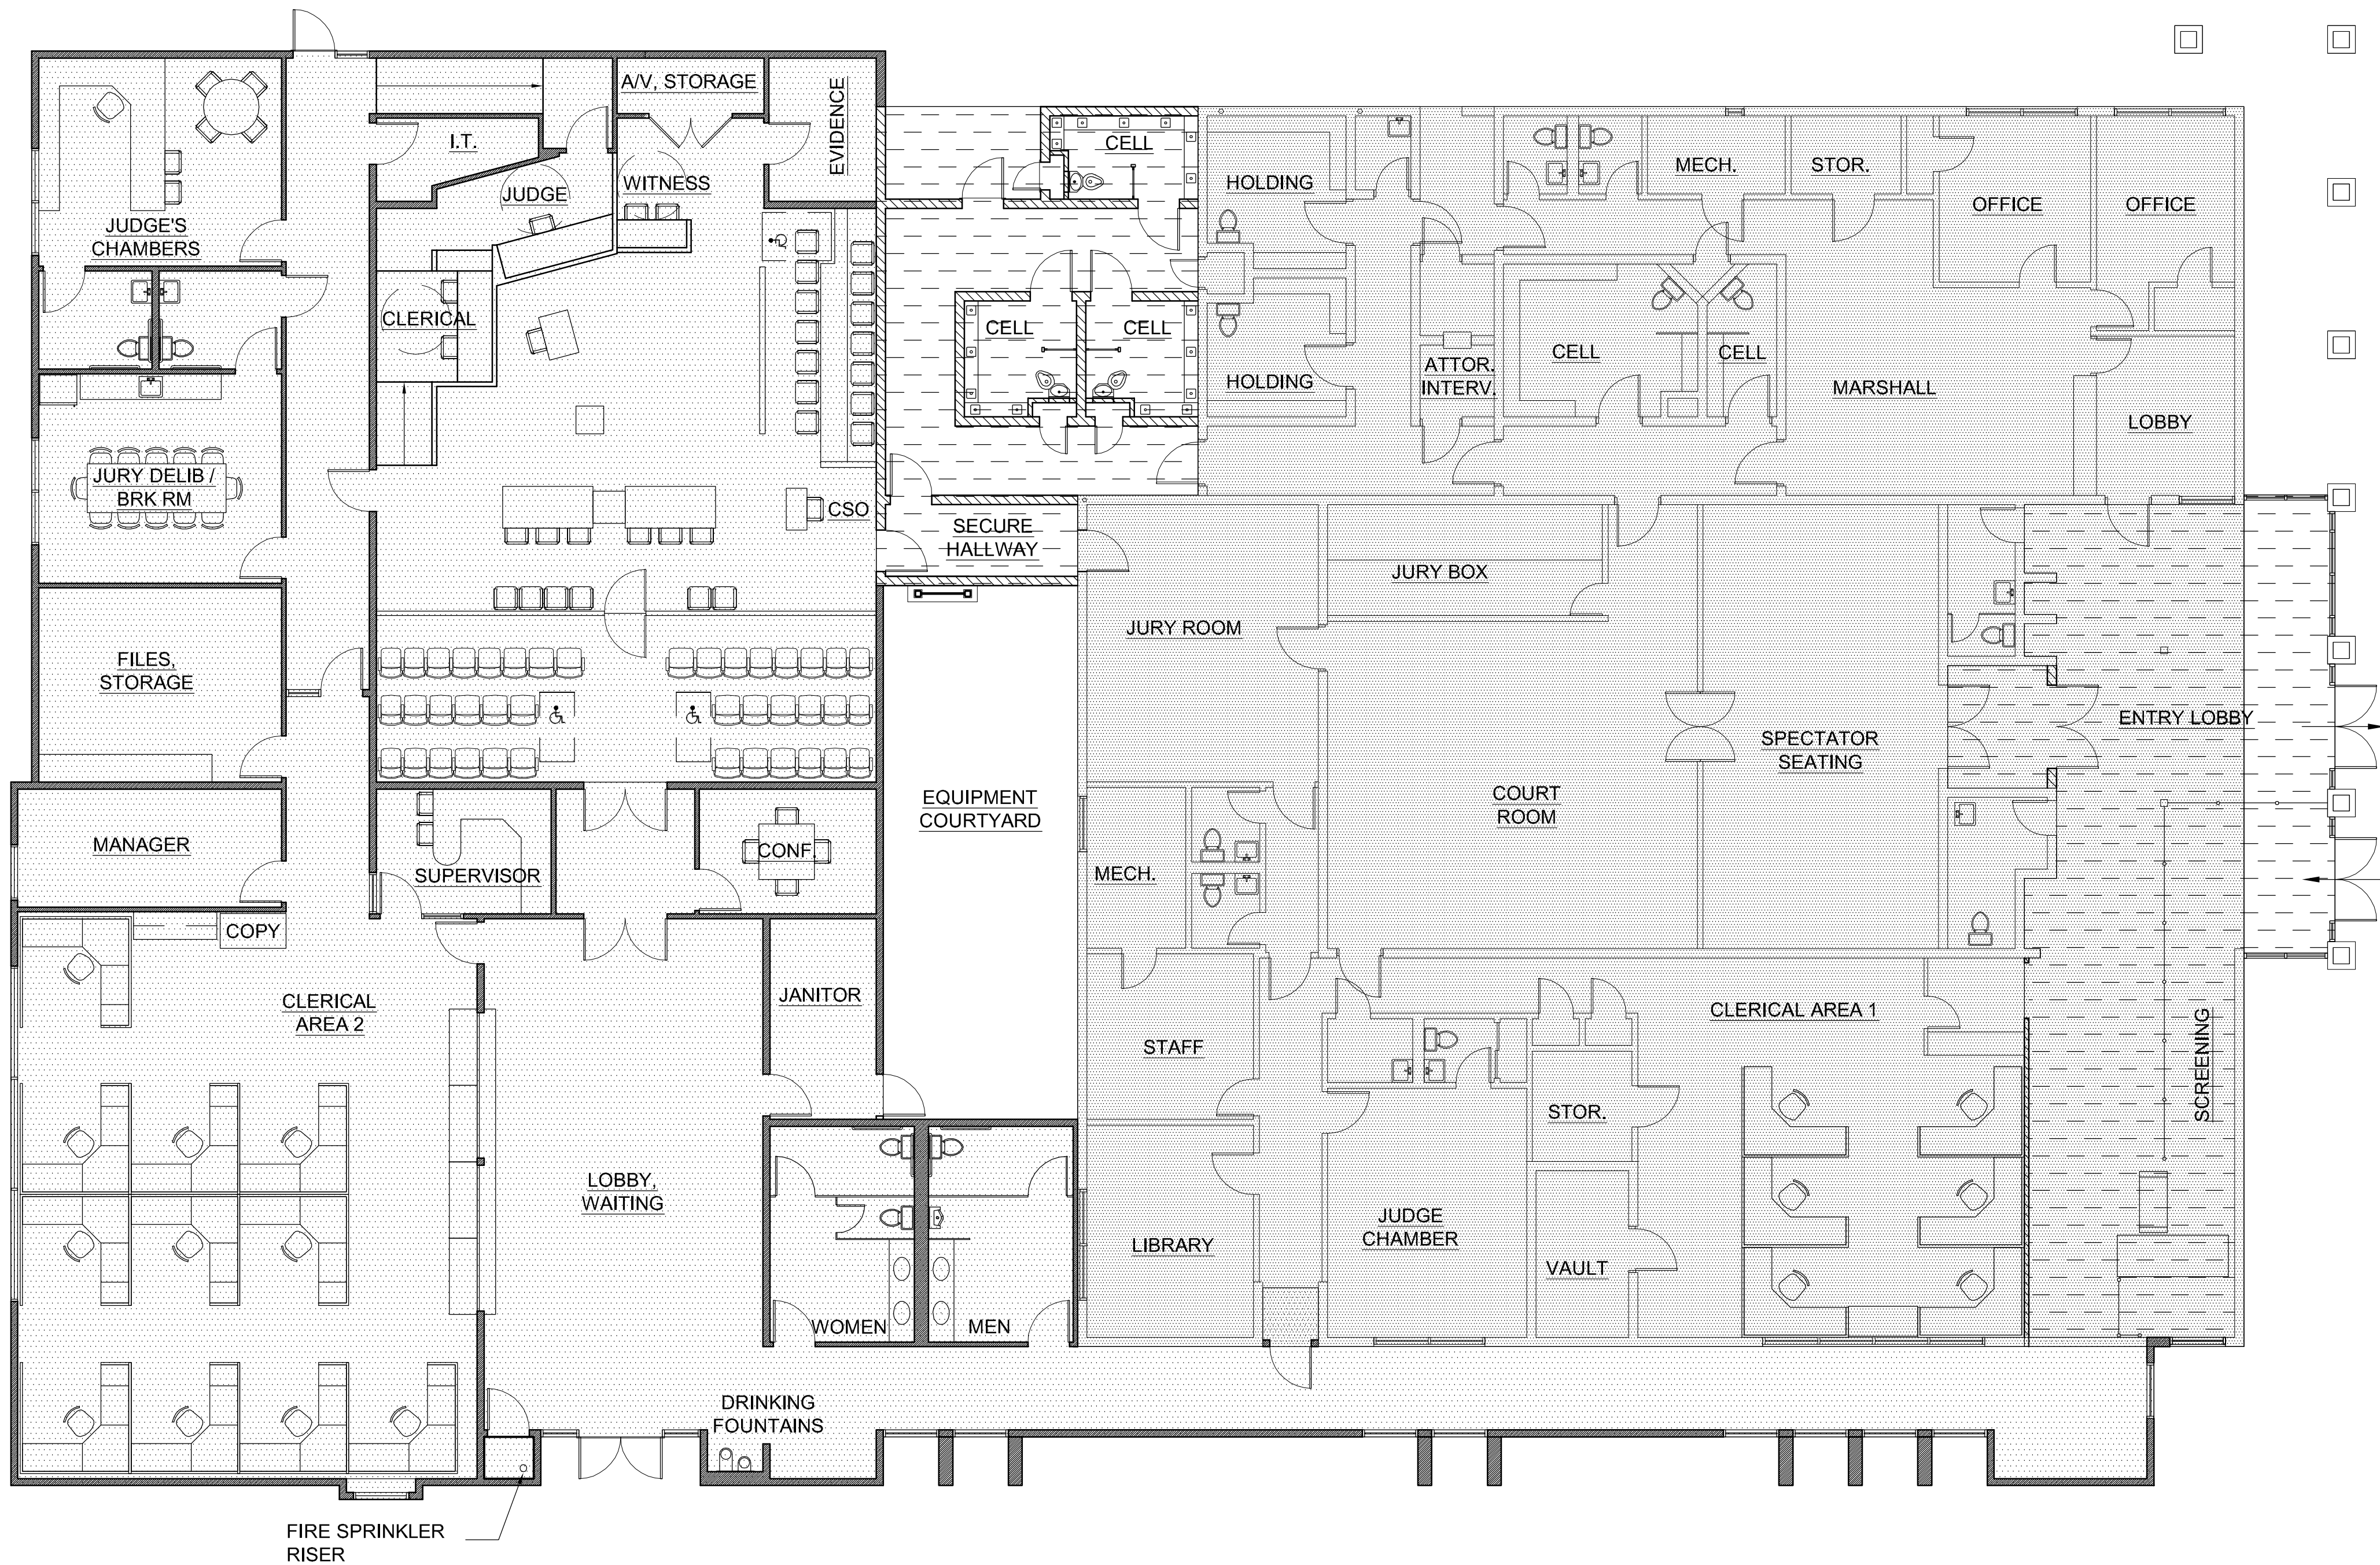 A/V, STORAGE
EVIDENCE
I.T.
JUDGE
WITNESS
JUDGE'S
CHAMBERS
CLERICAL
JURY DELIB /
BRK RM
CSO
FILES,
STORAGE
MANAGER
SUPERVISOR
CONF.
COPY
CLERICAL
AREA 2
JANITOR
LOBBY,
WAITING
WOMEN
MEN
DRINKING
FOUNTAINS
FIRE SPRINKLER
RISER
CELL
CELL
CELL
SECURE
HALLWAY
EQUIPMENT
COURTYARD
HOLDING
HOLDING
MECH.
STOR.
OFFICE
OFFICE
ATTOR.
INTERV.
CELL
CELL
MARSHALL
LOBBY
JURY ROOM
JURY BOX
COURT
ROOM
SPECTATOR
SEATING
ENTRY LOBBY
MECH.
STAFF
LIBRARY
JUDGE
CHAMBER
STOR.
VAULT
CLERICAL AREA 1
SCREENING